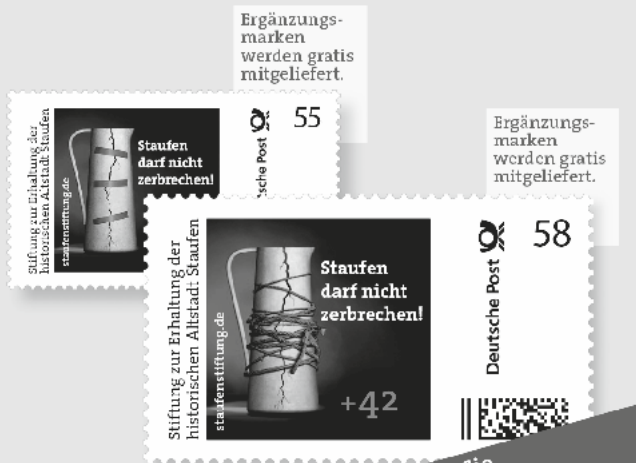 Ergänzungs-
marken
werden gratis
mitgeliefert.
Stiftung zur Erhaltung der
historischen Altstadt Staufen
staufenstiftung.de
Staufen
darf nicht
zerbrechen!
55
Ergänzungs-
marken
werden gratis
mitgeliefert.
Stiftung zur Erhaltung der
historischen Altstadt Staufen
staufenstiftung.de
Staufen
darf nicht
zerbrechen!
+42
Deutsche Post
58